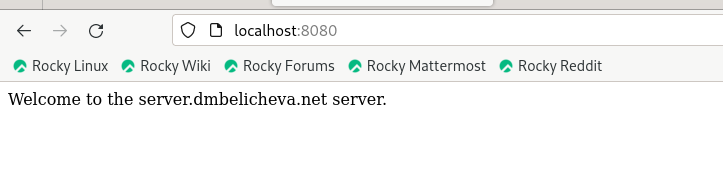 localhost:8080
Rocky Linux Rocky Wiki Rocky Forums Rocky Mattermost Rocky Reddit
Welcome to the server.dmbelicheva.net server.